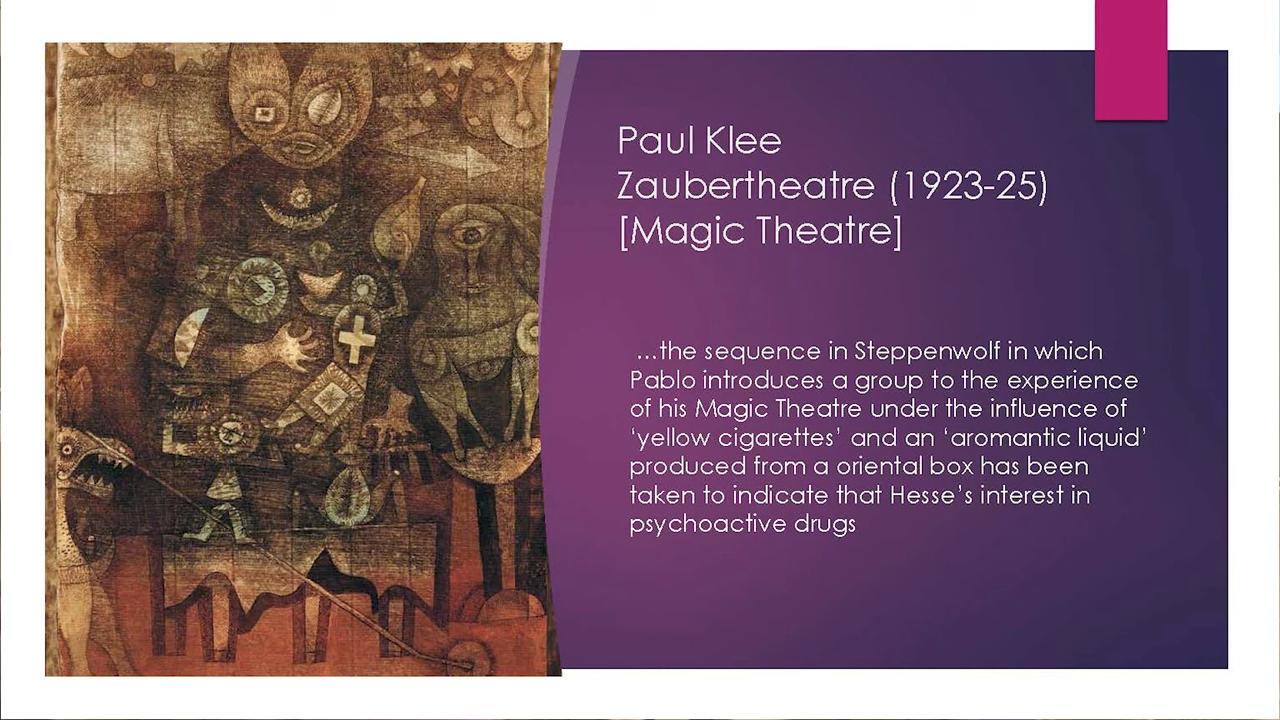 Paul Klee
Zaubertheatre (1923-25)
[Magic Theatre]
…the sequence in Steppenwolf in which
Pablo introduces a group to the experience
of his Magic Theatre under the influence of
‘yellow cigarettes’ and an ‘aromantic liquid’
produced from a oriental box has been
taken to indicate that Hesse’s interest in
psychoactive drugs